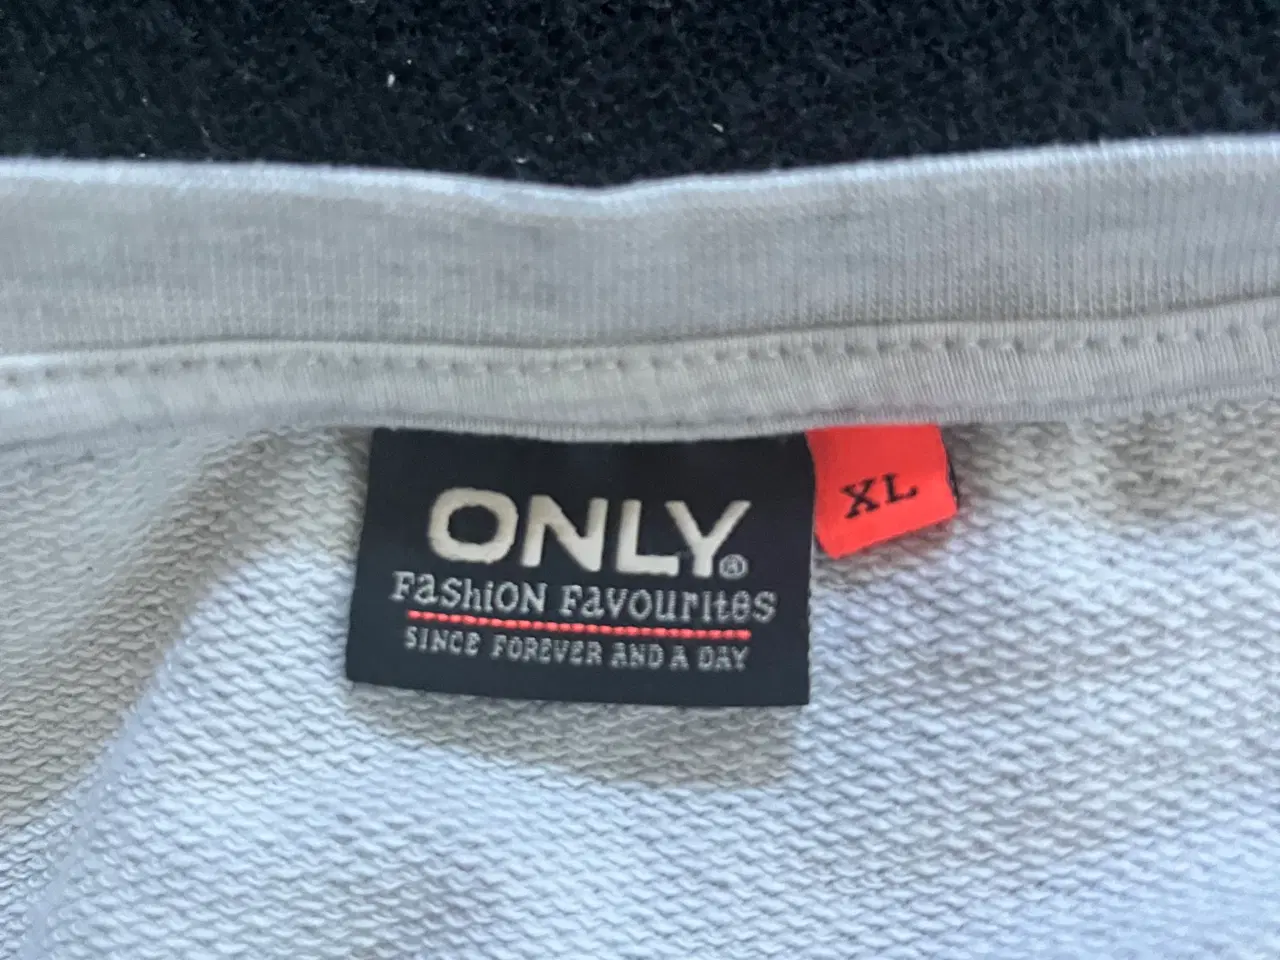 ONLY®
Fashion Favourites
SINCE FOREVER AND A DAY
XL